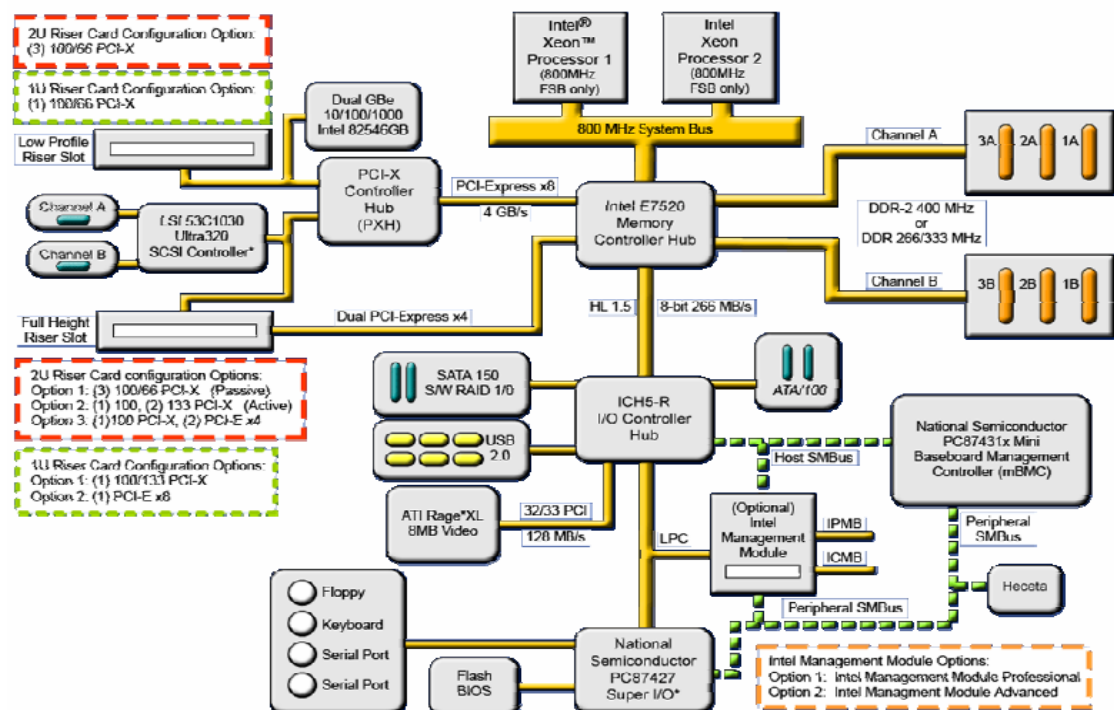 2U Riser Card Configuration Option:
(3) 100/66 PCI-X
1U Riser Card Configuration Option:
(1) 100/66 PCI-X
Low Profile
Riser Slot
Dual GBe
10/100/1000
Intel 82546GB
Intel®
Xeon™
Processor 1
(800MHz
FSB only)
Intel
Xeon
Processor 2
(800MHz
FSB only)
800 MHz System Bus
Channel A
3A
2A
1A
PCI-X
Controller
Hub
(PXH)
PCI-Express x8
4 GB/s
Intel E7520
Memory
Controller Hub
DDR-2 400 MHz
or
DDR 266/333 MHz
Channel A
Channel B
LSI 53C1030
Ultra320
SCSI Controller*
Channel B
3B
2B
1B
Full Height
Riser Slot
Dual PCI-Express x4
HL 1.5
8-bit 266 MB/s
2U Riser Card configuration Options:
Option 1: (3) 100/66 PCI-X (Passive)
Option 2: (1) 100, (2) 133 PCI-X (Active)
Option 3: (1)100 PCI-X, (2) PCI-E x4
1U Riser Card Configuration Options:
Option 1: (1) 100/133 PCI-X
Option 2: (1) PCI-E x8
SATA 150
S/W RAID 1/0
ICH5-R
I/O Controller
Hub
ATA/100
USB
2.0
ATI Rage*XL
8MB Video
32/33 PCI
128 MB/s
Host SMBus
National Semiconductor
PC87431x Mini
Baseboard Management
Controller (mBMC)
LPC
(Optional)
Intel
Management
Module
IPMB
ICMB
Peripheral
SMBus
Heceta
Peripheral SMBus
Floppy
Keyboard
Serial Port
Serial Port
Flash
BIOS
National
Semiconductor
PC87427
Super I/O*
Intel Management Module Options:
Option 1: Intel Management Module Professional
Option 2: Intel Managment Module Advanced